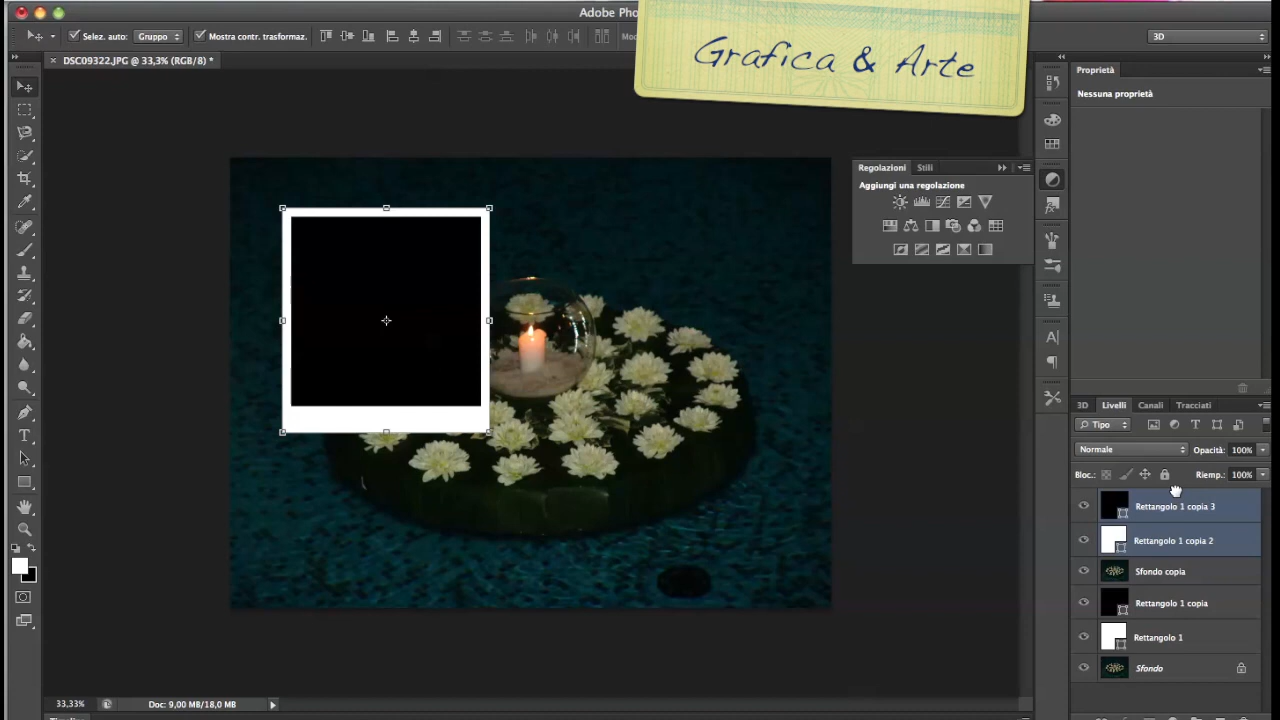 Adobe Pho
Grafica & Arte
Selez. auto: Gruppo Mostra contr. trasformaz.
3D
DSC09322.JPG @ 33,3% (RGB/8) *
Proprietà
Nessuna proprietà
Regolazioni Stili
Aggiungi una regolazione
3D Livelli Canali Tracciati
Tipo
Normale Opacità: 100%
Bloc.: Riemp.: 100%
Rettangolo 1 copia 3
Rettangolo 1 copia 2
Sfondo copia
Rettangolo 1 copia
Rettangolo 1
Sfondo
33,33% Doc: 9,00 MB/18,0 MB